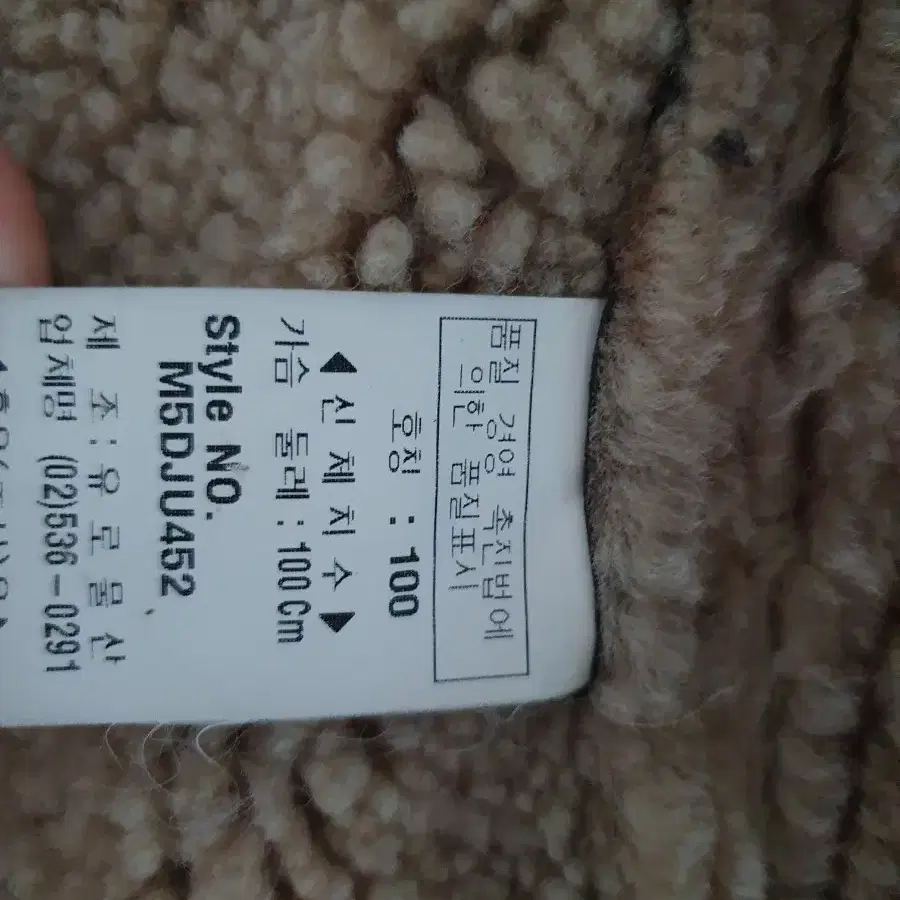 품질 경영 촉진법에
의한 품질표시
호칭 : 100
◀ 신 체 치 수 ▶
가슴 둘레 : 100Cm
Style NO.
M5DJU452
제 조 : 유 로 물 산
업체명 (02)536-0291